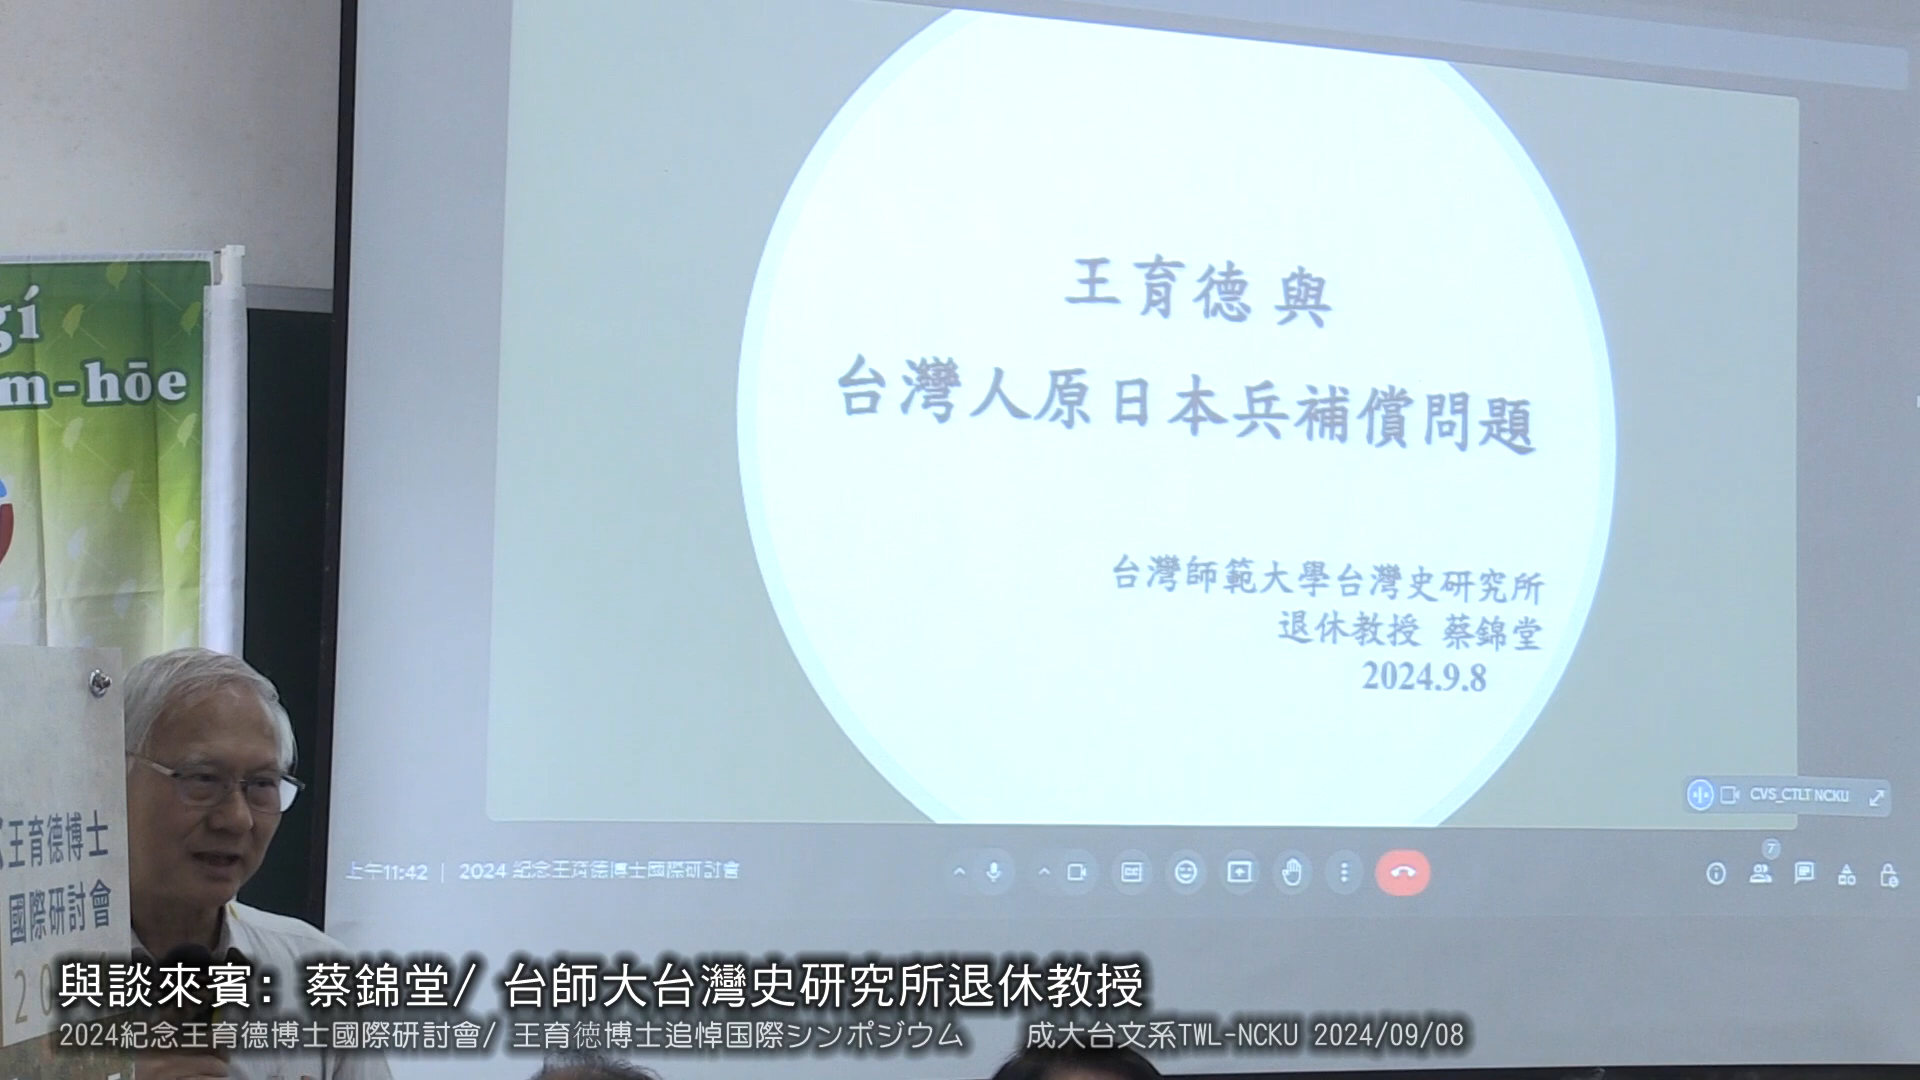 王育德 與
台灣人原日本兵補償問題
台灣師範大學台灣史研究所
退休教授 蔡錦堂
2024.9.8
gí
m-hōe
王育德博士
國際研討會
20
CVS_CTLT NCKU
7
上午11:42 | 2024 紀念王育德博士國際研討會
與談來賓: 蔡錦堂/ 台師大台灣史研究所退休教授
2024紀念王育德博士國際研討會/ 王育徳博士追悼国際シンポジウム 成大台文系TWL-NCKU 2024/09/08